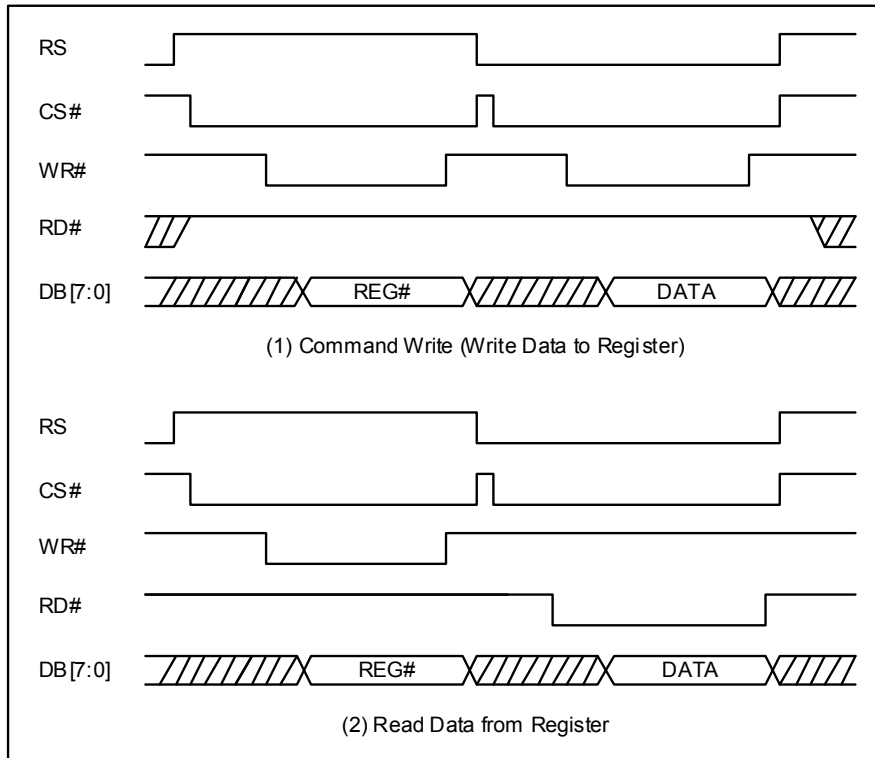 RS
CS#
WR#
RD#
DB[7:0] REG# DATA
(1) Command Write (Write Data to Register)
RS
CS#
WR#
RD#
DB[7:0] REG# DATA
(2) Read Data from Register